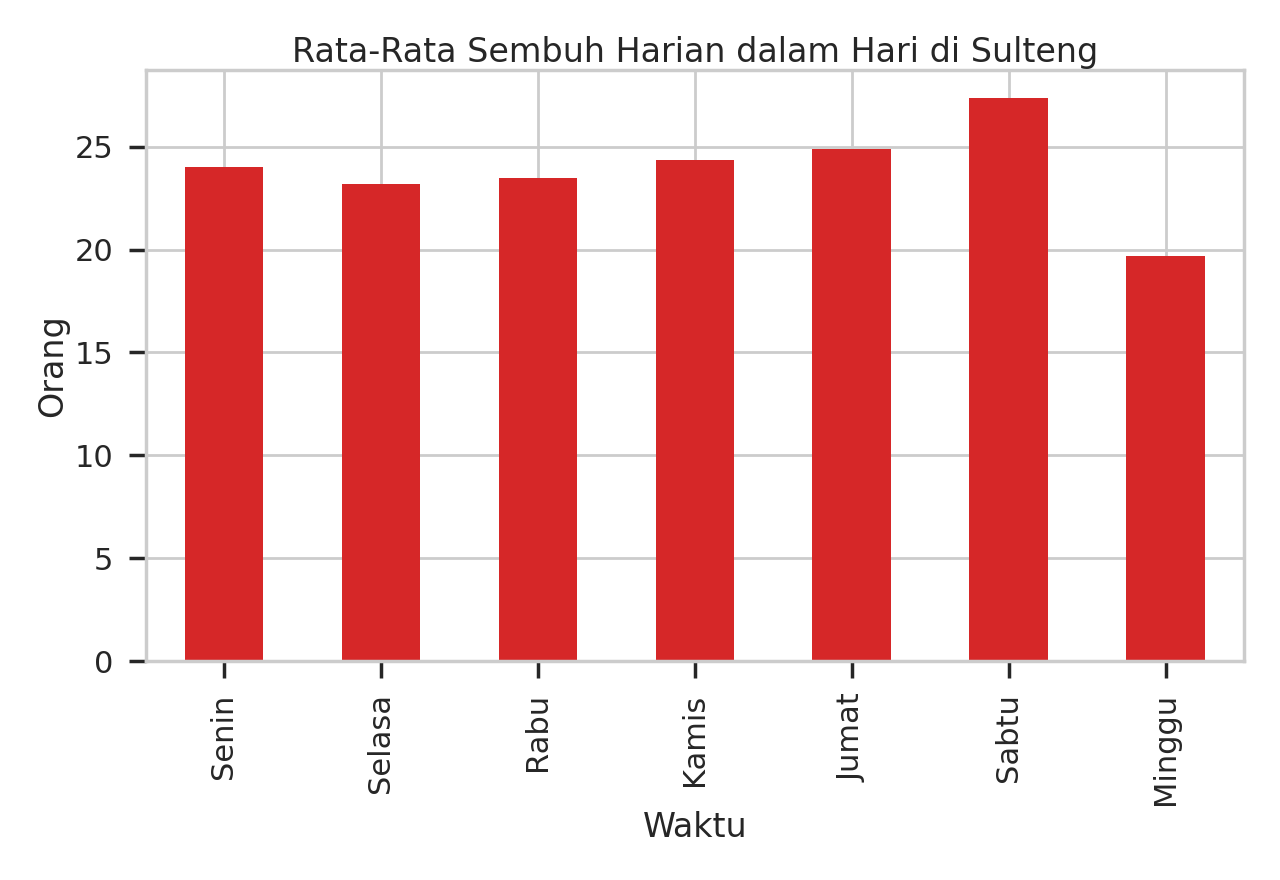 Rata-Rata Sembuh Harian dalam Hari di Sulteng
Orang
25
20
15
10
5
0
Senin
Selasa
Rabu
Kamis
Jumat
Sabtu
Minggu
Waktu